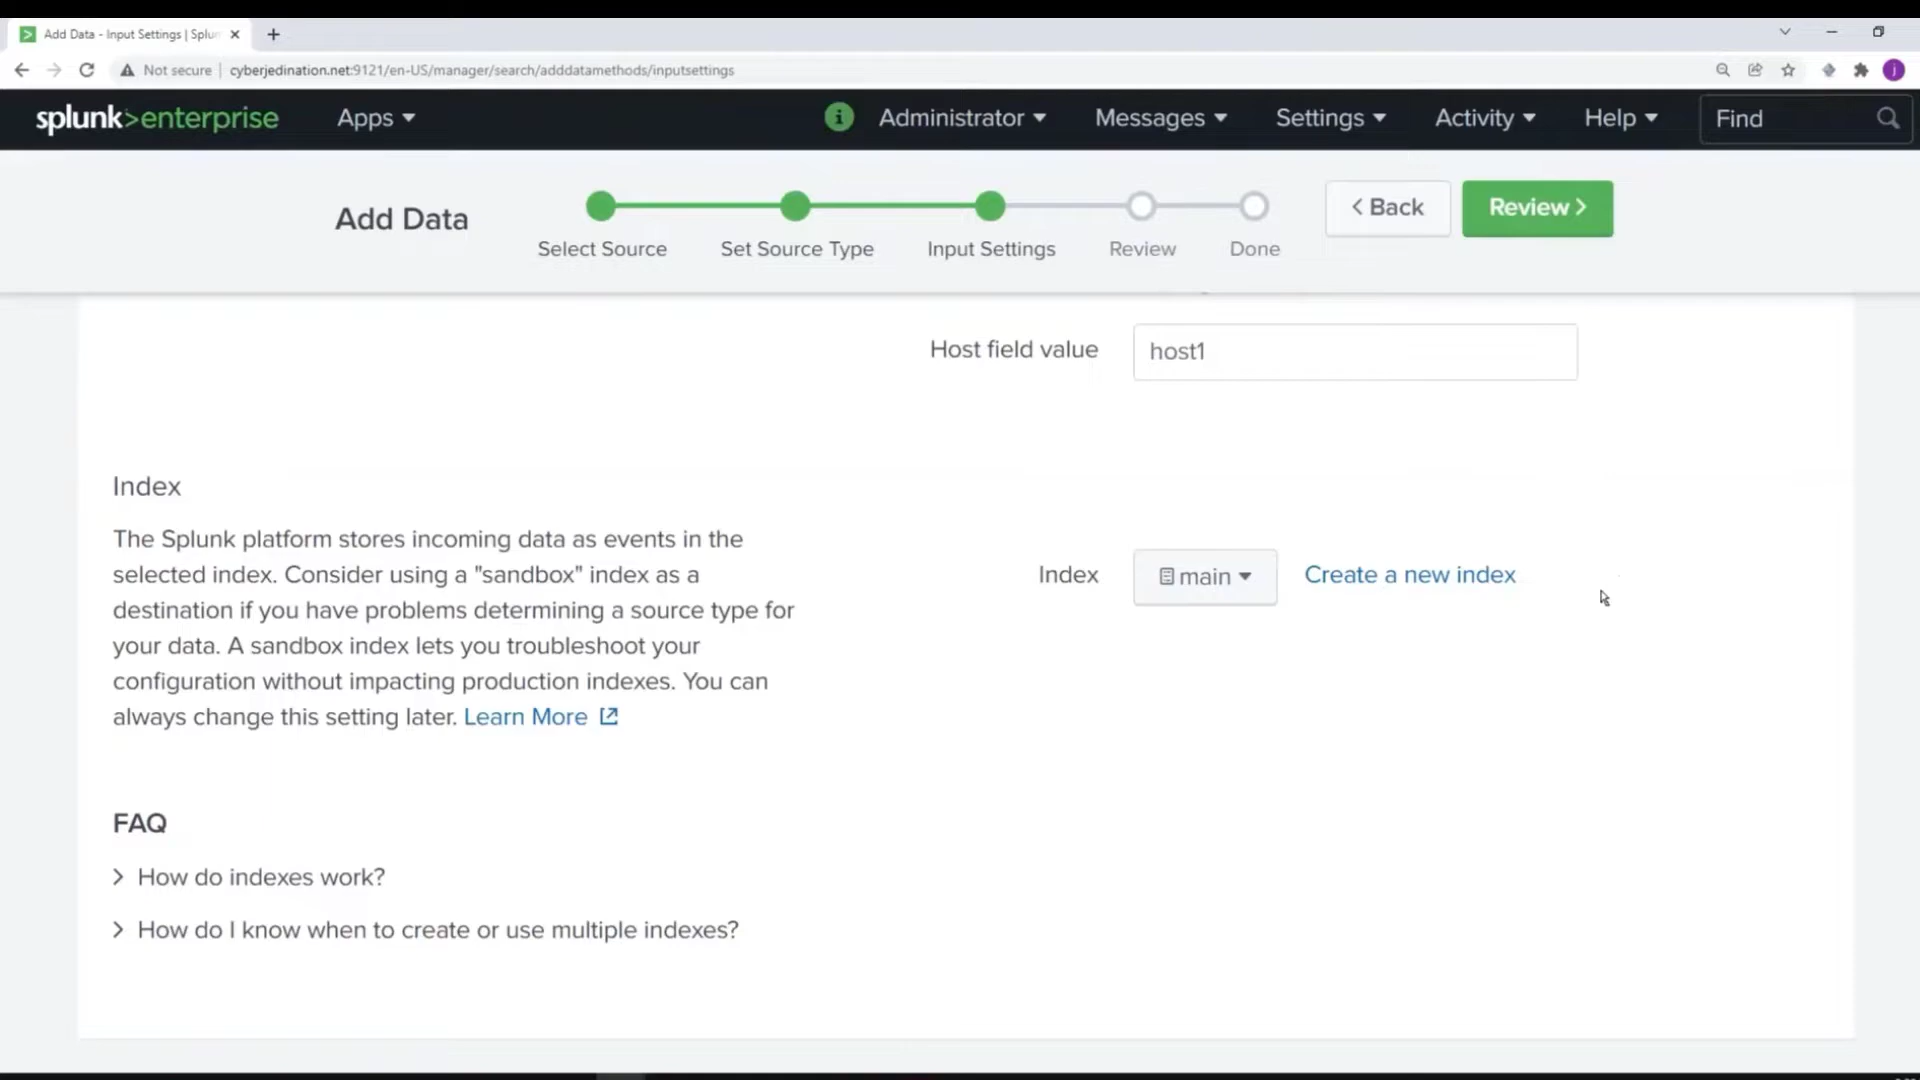 Add Data - Input Settings | Splun
Not secure | cyberjedination.net:9121/en-US/manager/search/adddatamethods/inputsettings
j
splunk>enterprise Apps i Administrator Messages Settings Activity Help Find
Add Data
Select Source Set Source Type Input Settings Review Done
< Back Review >
Host field value host1
Index
The Splunk platform stores incoming data as events in the
selected index. Consider using a "sandbox" index as a
destination if you have problems determining a source type for
your data. A sandbox index lets you troubleshoot your
configuration without impacting production indexes. You can
always change this setting later. Learn More
Index main Create a new index
FAQ
> How do indexes work?
> How do I know when to create or use multiple indexes?